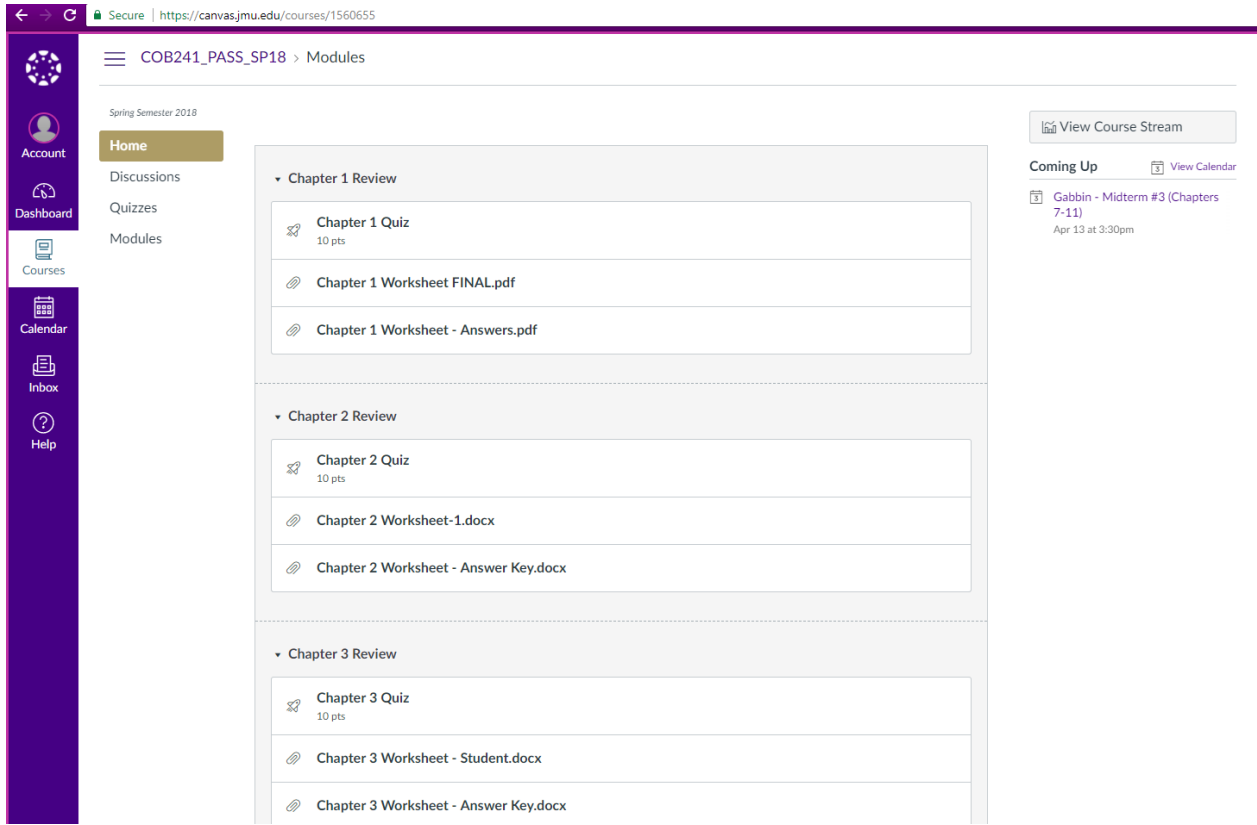 Secure | https://canvas.jmu.edu/courses/1560655
COB241_PASS_SP18 > Modules
Account
Dashboard
Courses
Calendar
Inbox
Help
Spring Semester 2018
Home
Discussions
Quizzes
Modules
Chapter 1 Review
Chapter 1 Quiz
10 pts
Chapter 1 Worksheet FINAL.pdf
Chapter 1 Worksheet - Answers.pdf
Chapter 2 Review
Chapter 2 Quiz
10 pts
Chapter 2 Worksheet-1.docx
Chapter 2 Worksheet - Answer Key.docx
Chapter 3 Review
Chapter 3 Quiz
10 pts
Chapter 3 Worksheet - Student.docx
Chapter 3 Worksheet - Answer Key.docx
View Course Stream
Coming Up
3 View Calendar
3 Gabbin - Midterm #3 (Chapters
7-11)
Apr 13 at 3:30pm